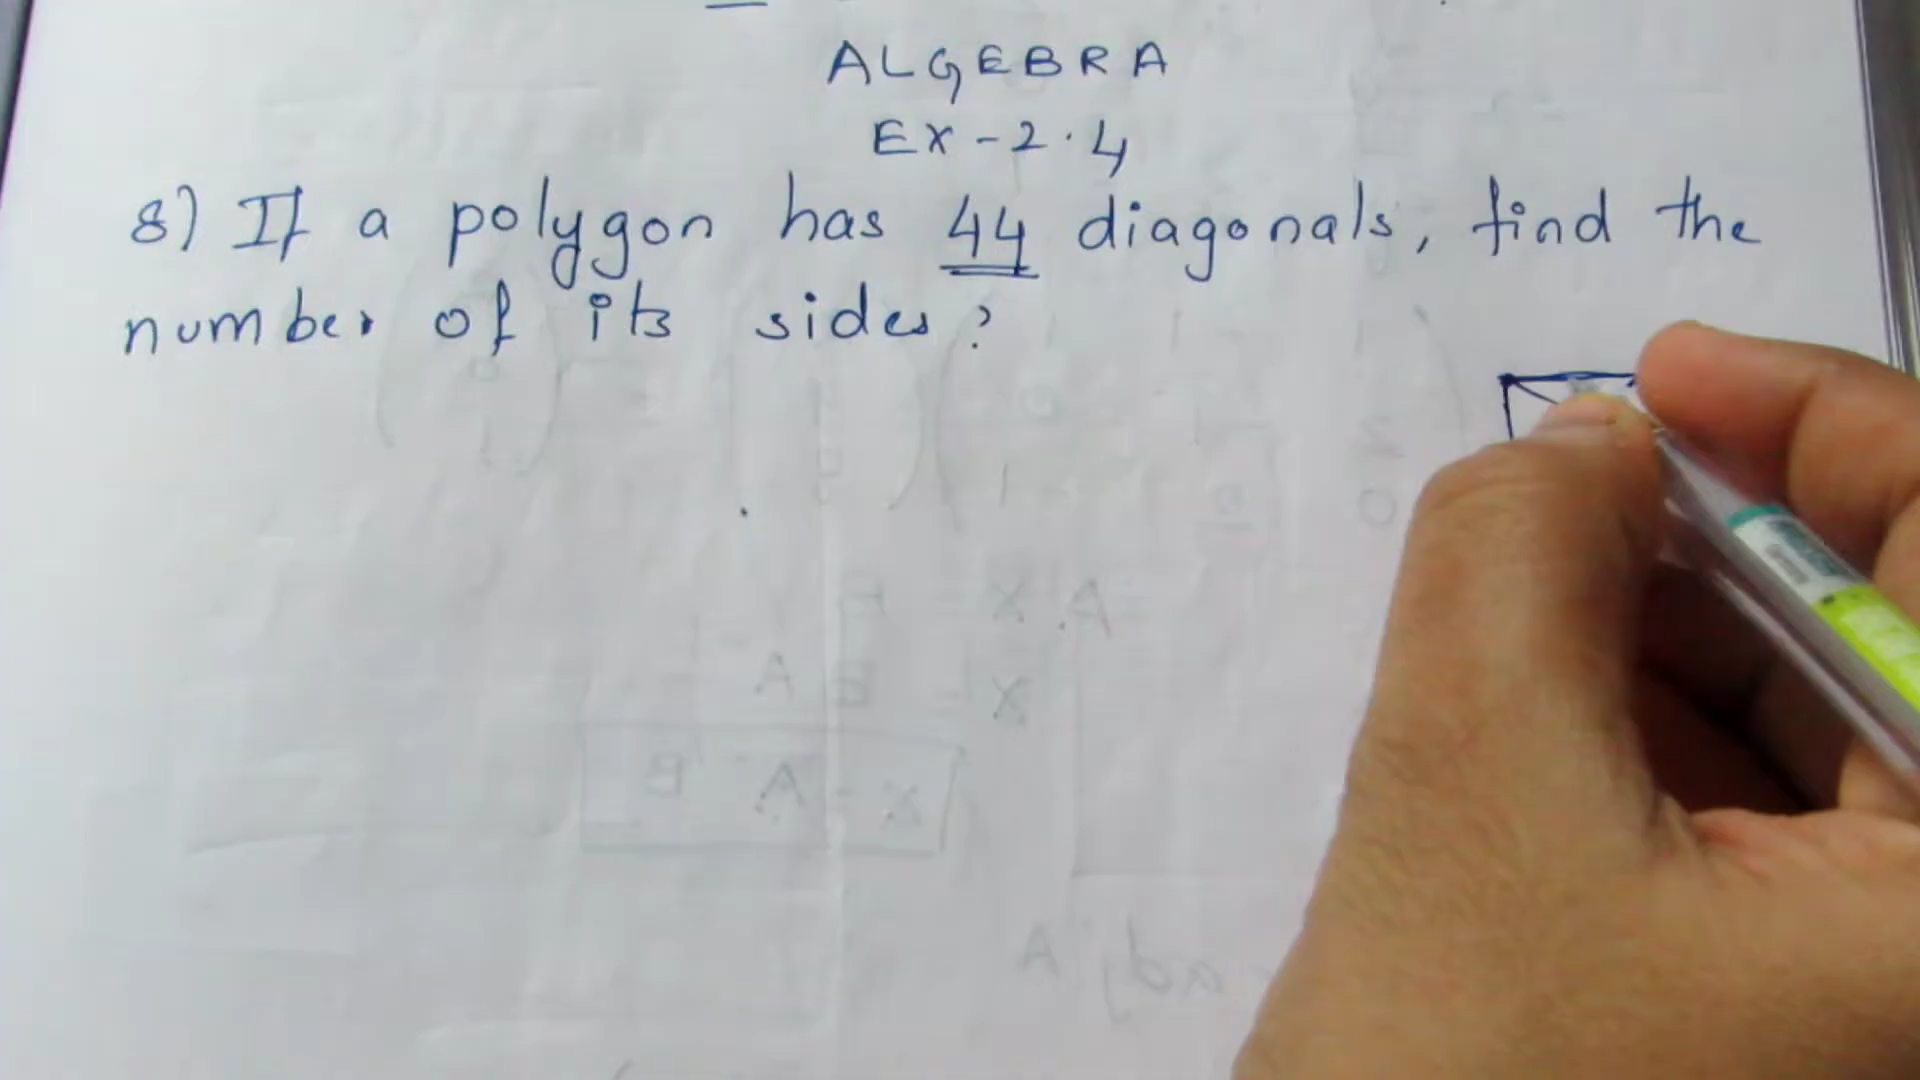 ALGEBRA
EX-2.4
8) If a polygon has 44 diagonals, find the
number of its sides?